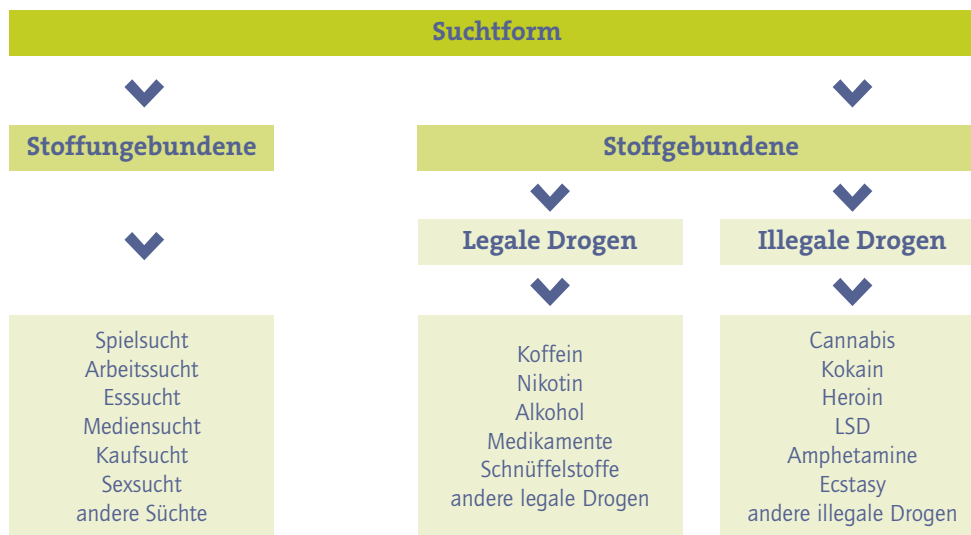 Suchtform
Stoffungebundene
Stoffgebundene
Legale Drogen
Illegale Drogen
Spielsucht
Arbeitssucht
Esssucht
Mediensucht
Kaufsucht
Sexsucht
andere Süchte
Koffein
Nikotin
Alkohol
Medikamente
Schnüffelstoffe
andere legale Drogen
Cannabis
Kokain
Heroin
LSD
Amphetamine
Ecstasy
andere illegale Drogen